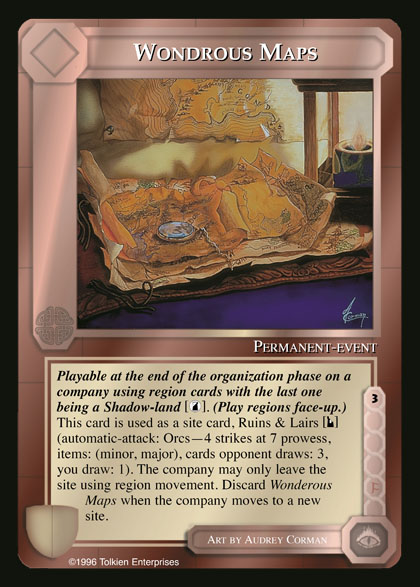 WONDROUS MAPS
Corman
PERMANENT-EVENT
Playable at the end of the organization phase on a
company using region cards with the last one
being a Shadow-land [ ]. (Play regions face-up.)
This card is used as a site card, Ruins & Lairs [ ]
(automatic-attack: Orcs—4 strikes at 7 prowess,
items: (minor, major), cards opponent draws: 3,
you draw: 1). The company may only leave the
site using region movement. Discard Wondrous
Maps when the company moves to a new
site.
3
R
ART BY AUDREY CORMAN
©1996 Tolkien Enterprises